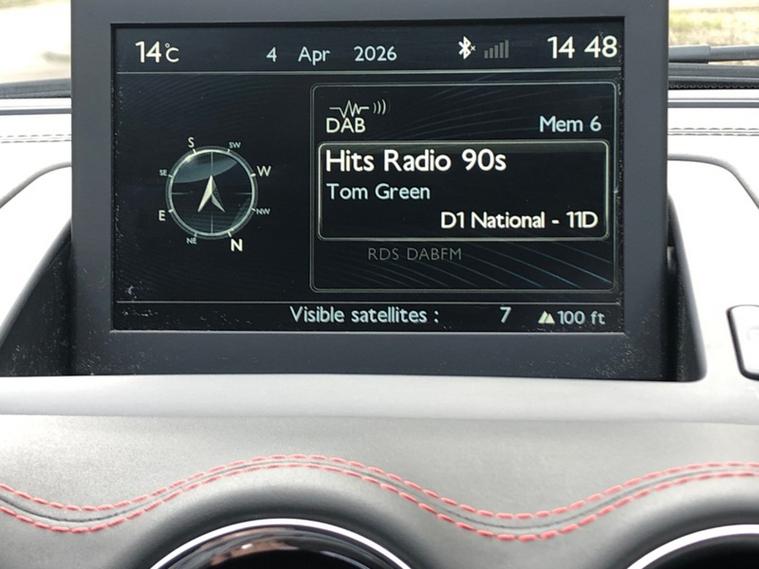 14°C 4 Apr 2026 14 48
DAB Mem 6
Hits Radio 90s
Tom Green
D1 National - 11D
RDS DABFM
S
SW
SE
W
E
NW
NE
N
Visible satellites : 7 100 ft